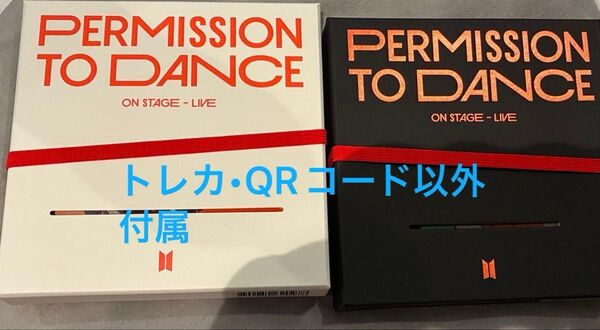 PERMISSION
TO DANCE
ON STAGE - LIVE
PERMISSION
TO DANCE
ON STAGE - LIVE
トレカ・QRコード以外
付属